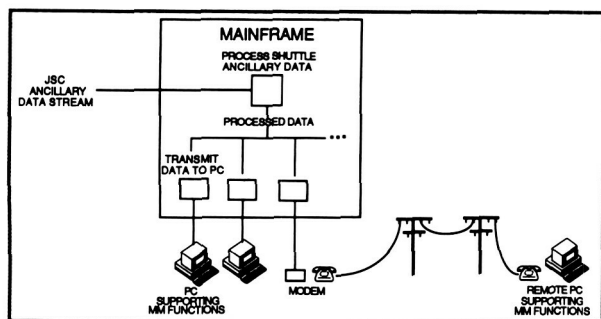 MAINFRAME
PROCESS SHUTTLE
ANCILLARY DATA
JSC
ANCILLARY
DATA STREAM
PROCESSED DATA
TRANSMIT
DATA TO PC
PC
SUPPORTING
MM FUNCTIONS
MODEM
REMOTE PC
SUPPORTING
MM FUNCTIONS